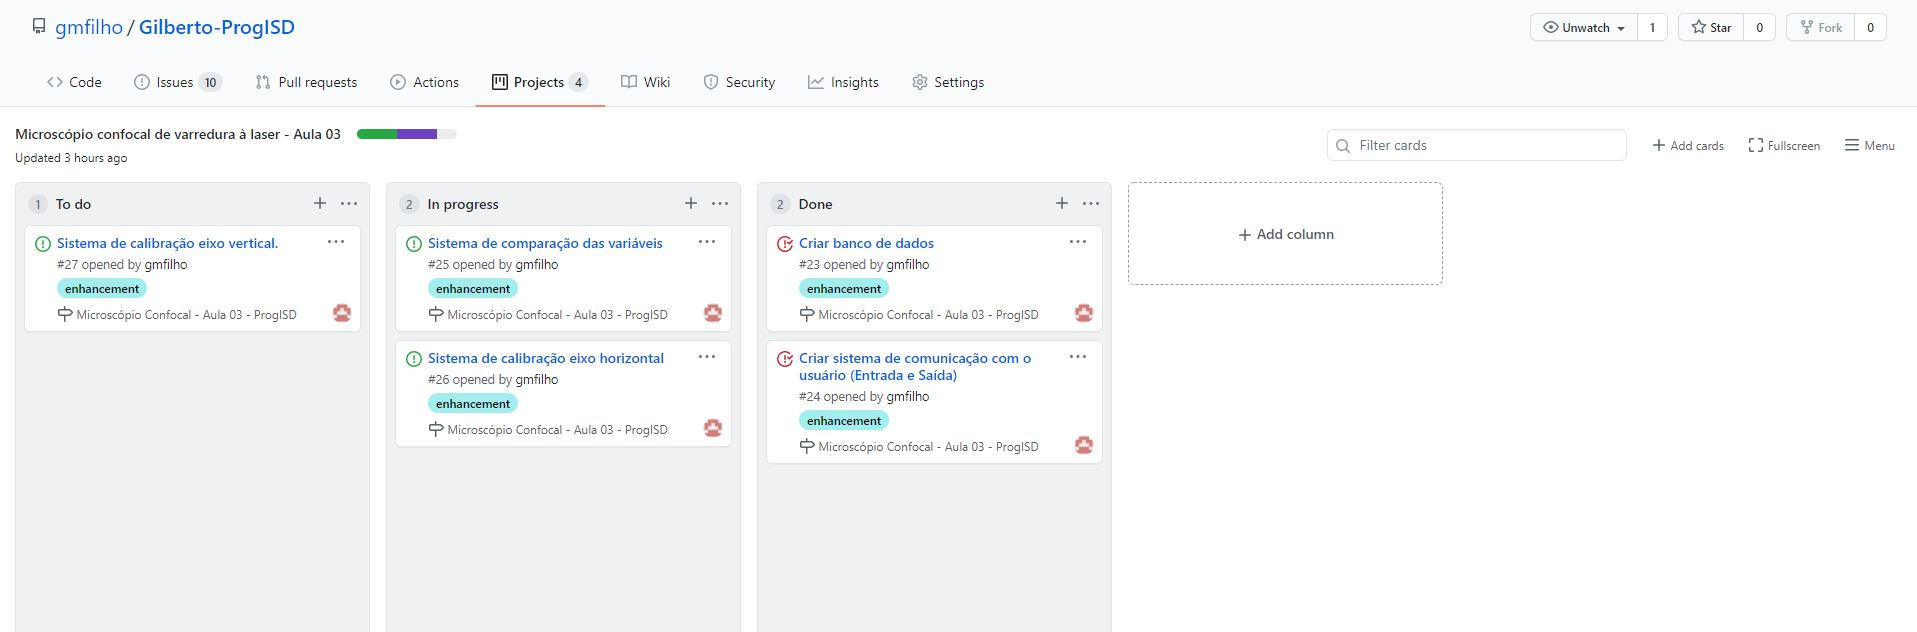 gmfilho / Gilberto-ProgISD
Unwatch 1 Star 0 Fork 0
Code Issues 10 Pull requests Actions Projects 4 Wiki Security Insights Settings
Microscópio confocal de varredura à laser - Aula 03
Updated 3 hours ago
Filter cards
Add cards Fullscreen Menu
1 To do
Sistema de calibração eixo vertical.
#27 opened by gmfilho
enhancement
Microscópio Confocal - Aula 03 - ProgISD
2 In progress
Sistema de comparação das variáveis
#25 opened by gmfilho
enhancement
Microscópio Confocal - Aula 03 - ProgISD
Sistema de calibração eixo horizontal
#26 opened by gmfilho
enhancement
Microscópio Confocal - Aula 03 - ProgISD
2 Done
Criar banco de dados
#23 opened by gmfilho
enhancement
Microscópio Confocal - Aula 03 - ProgISD
Criar sistema de comunicação com o
usuário (Entrada e Saída)
#24 opened by gmfilho
enhancement
Microscópio Confocal - Aula 03 - ProgISD
Add column